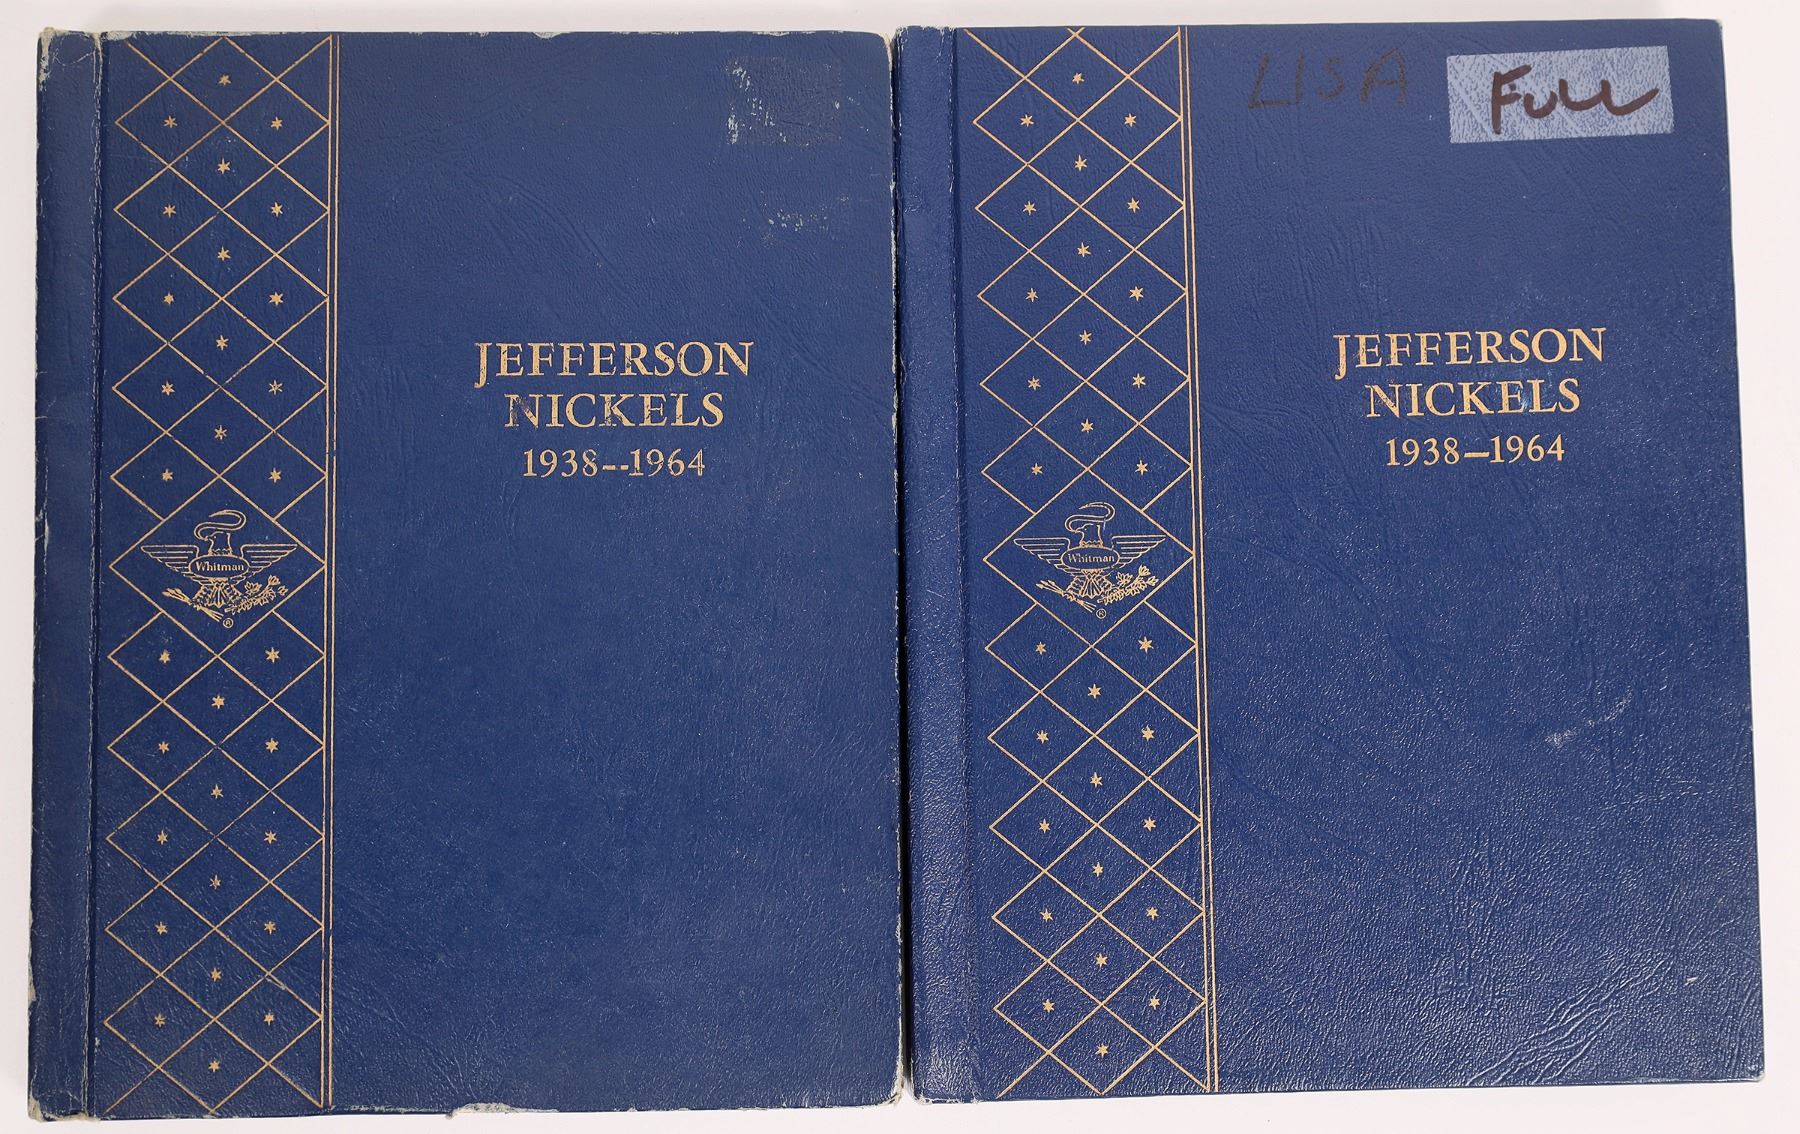 JEFFERSON
NICKELS
1938--1964
Whitman
®
LISA
FULL
JEFFERSON
NICKELS
1938—1964
Whitman
®